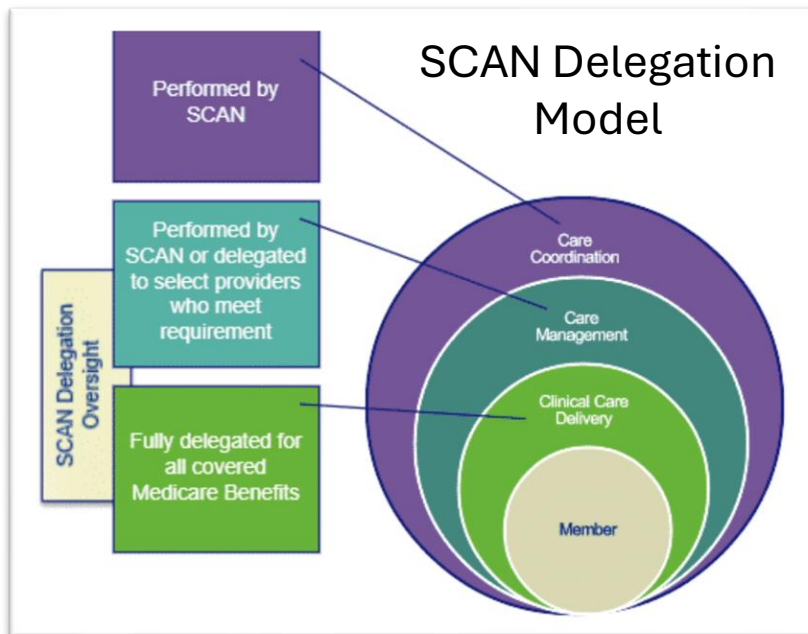 SCAN Delegation
Model
Performed by
SCAN
Performed by
SCAN or delegated
to select providers
who meet
requirement
Fully delegated for
all covered
Medicare Benefits
SCAN Delegation
Oversight
Care
Coordination
Care
Management
Clinical Care
Delivery
Member